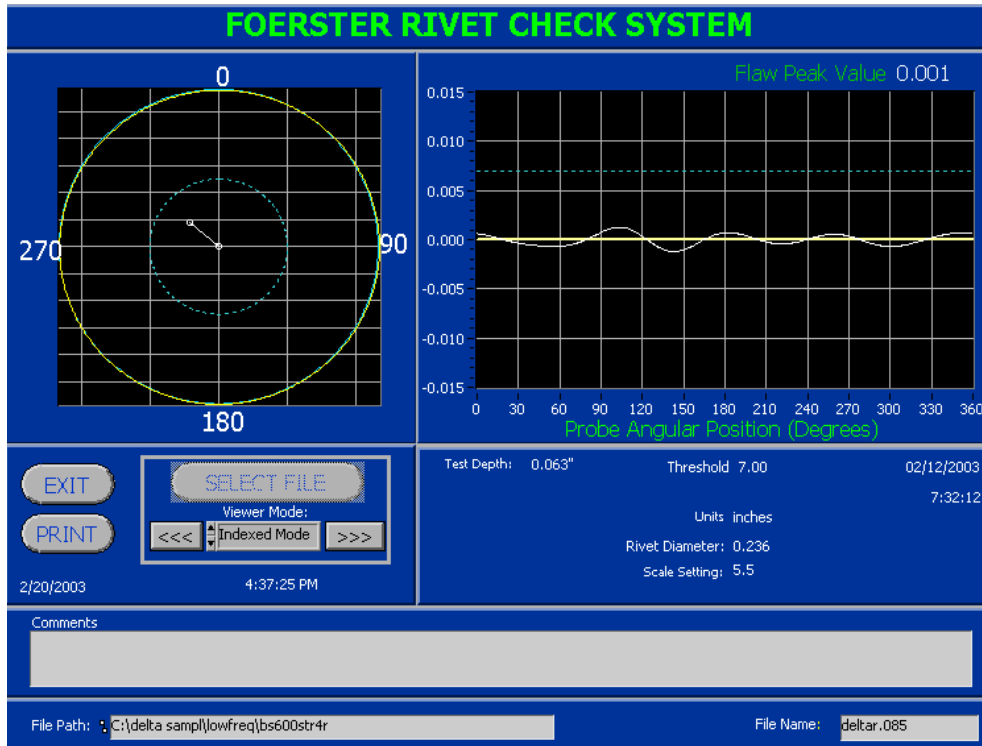 FOERSTER RIVET CHECK SYSTEM
0
270
90
180
Flaw Peak Value 0.001
0.015
0.010
0.005
0.000
-0.005
-0.010
-0.015
0 30 60 90 120 150 180 210 240 270 300 330 360
Probe Angular Position (Degrees)
EXIT
PRINT
SELECT FILE
Viewer Mode:
<<< Indexed Mode >>>
2/20/2003 4:37:25 PM
Test Depth: 0.063" Threshold 7.00 02/12/2003
7:32:12
Units inches
Rivet Diameter: 0.236
Scale Setting: 5.5
Comments
File Path: C:\delta sampl\lowfreq\bs600str4r File Name: deltar.085